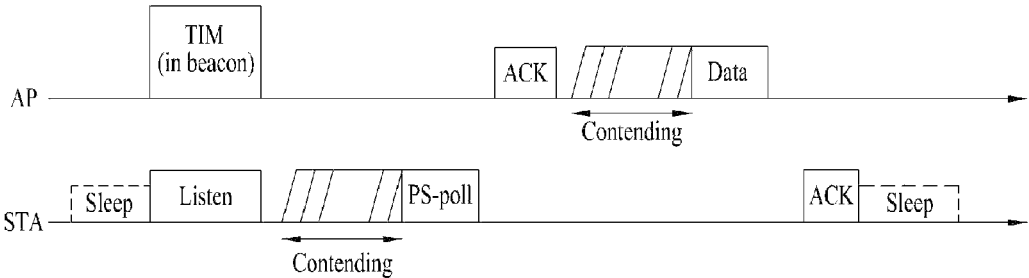 TIM
(in beacon)
ACK
Data
AP
Contending
Sleep
Listen
PS-poll
ACK
Sleep
STA
Contending